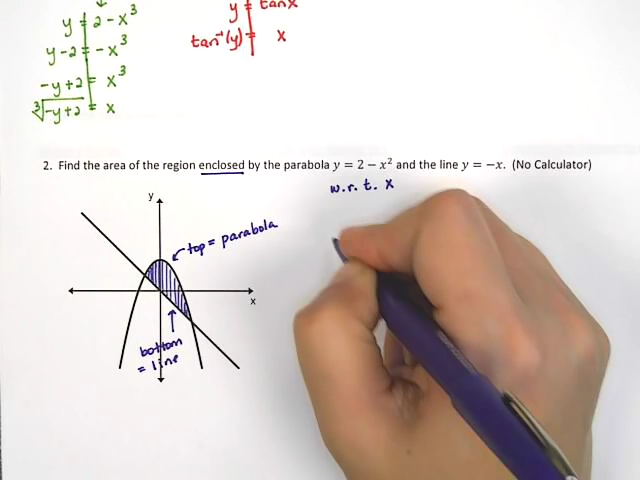 y = 2 - x³
y - 2 = - x³
- y + 2 = x³
∛-y+2 = x
y = tan x
tan⁻¹(y) = x
2. Find the area of the region enclosed by the parabola y = 2 − x² and the line y = −x. (No Calculator)
w.r.t. x
y
top = parabola
x
bottom
= line